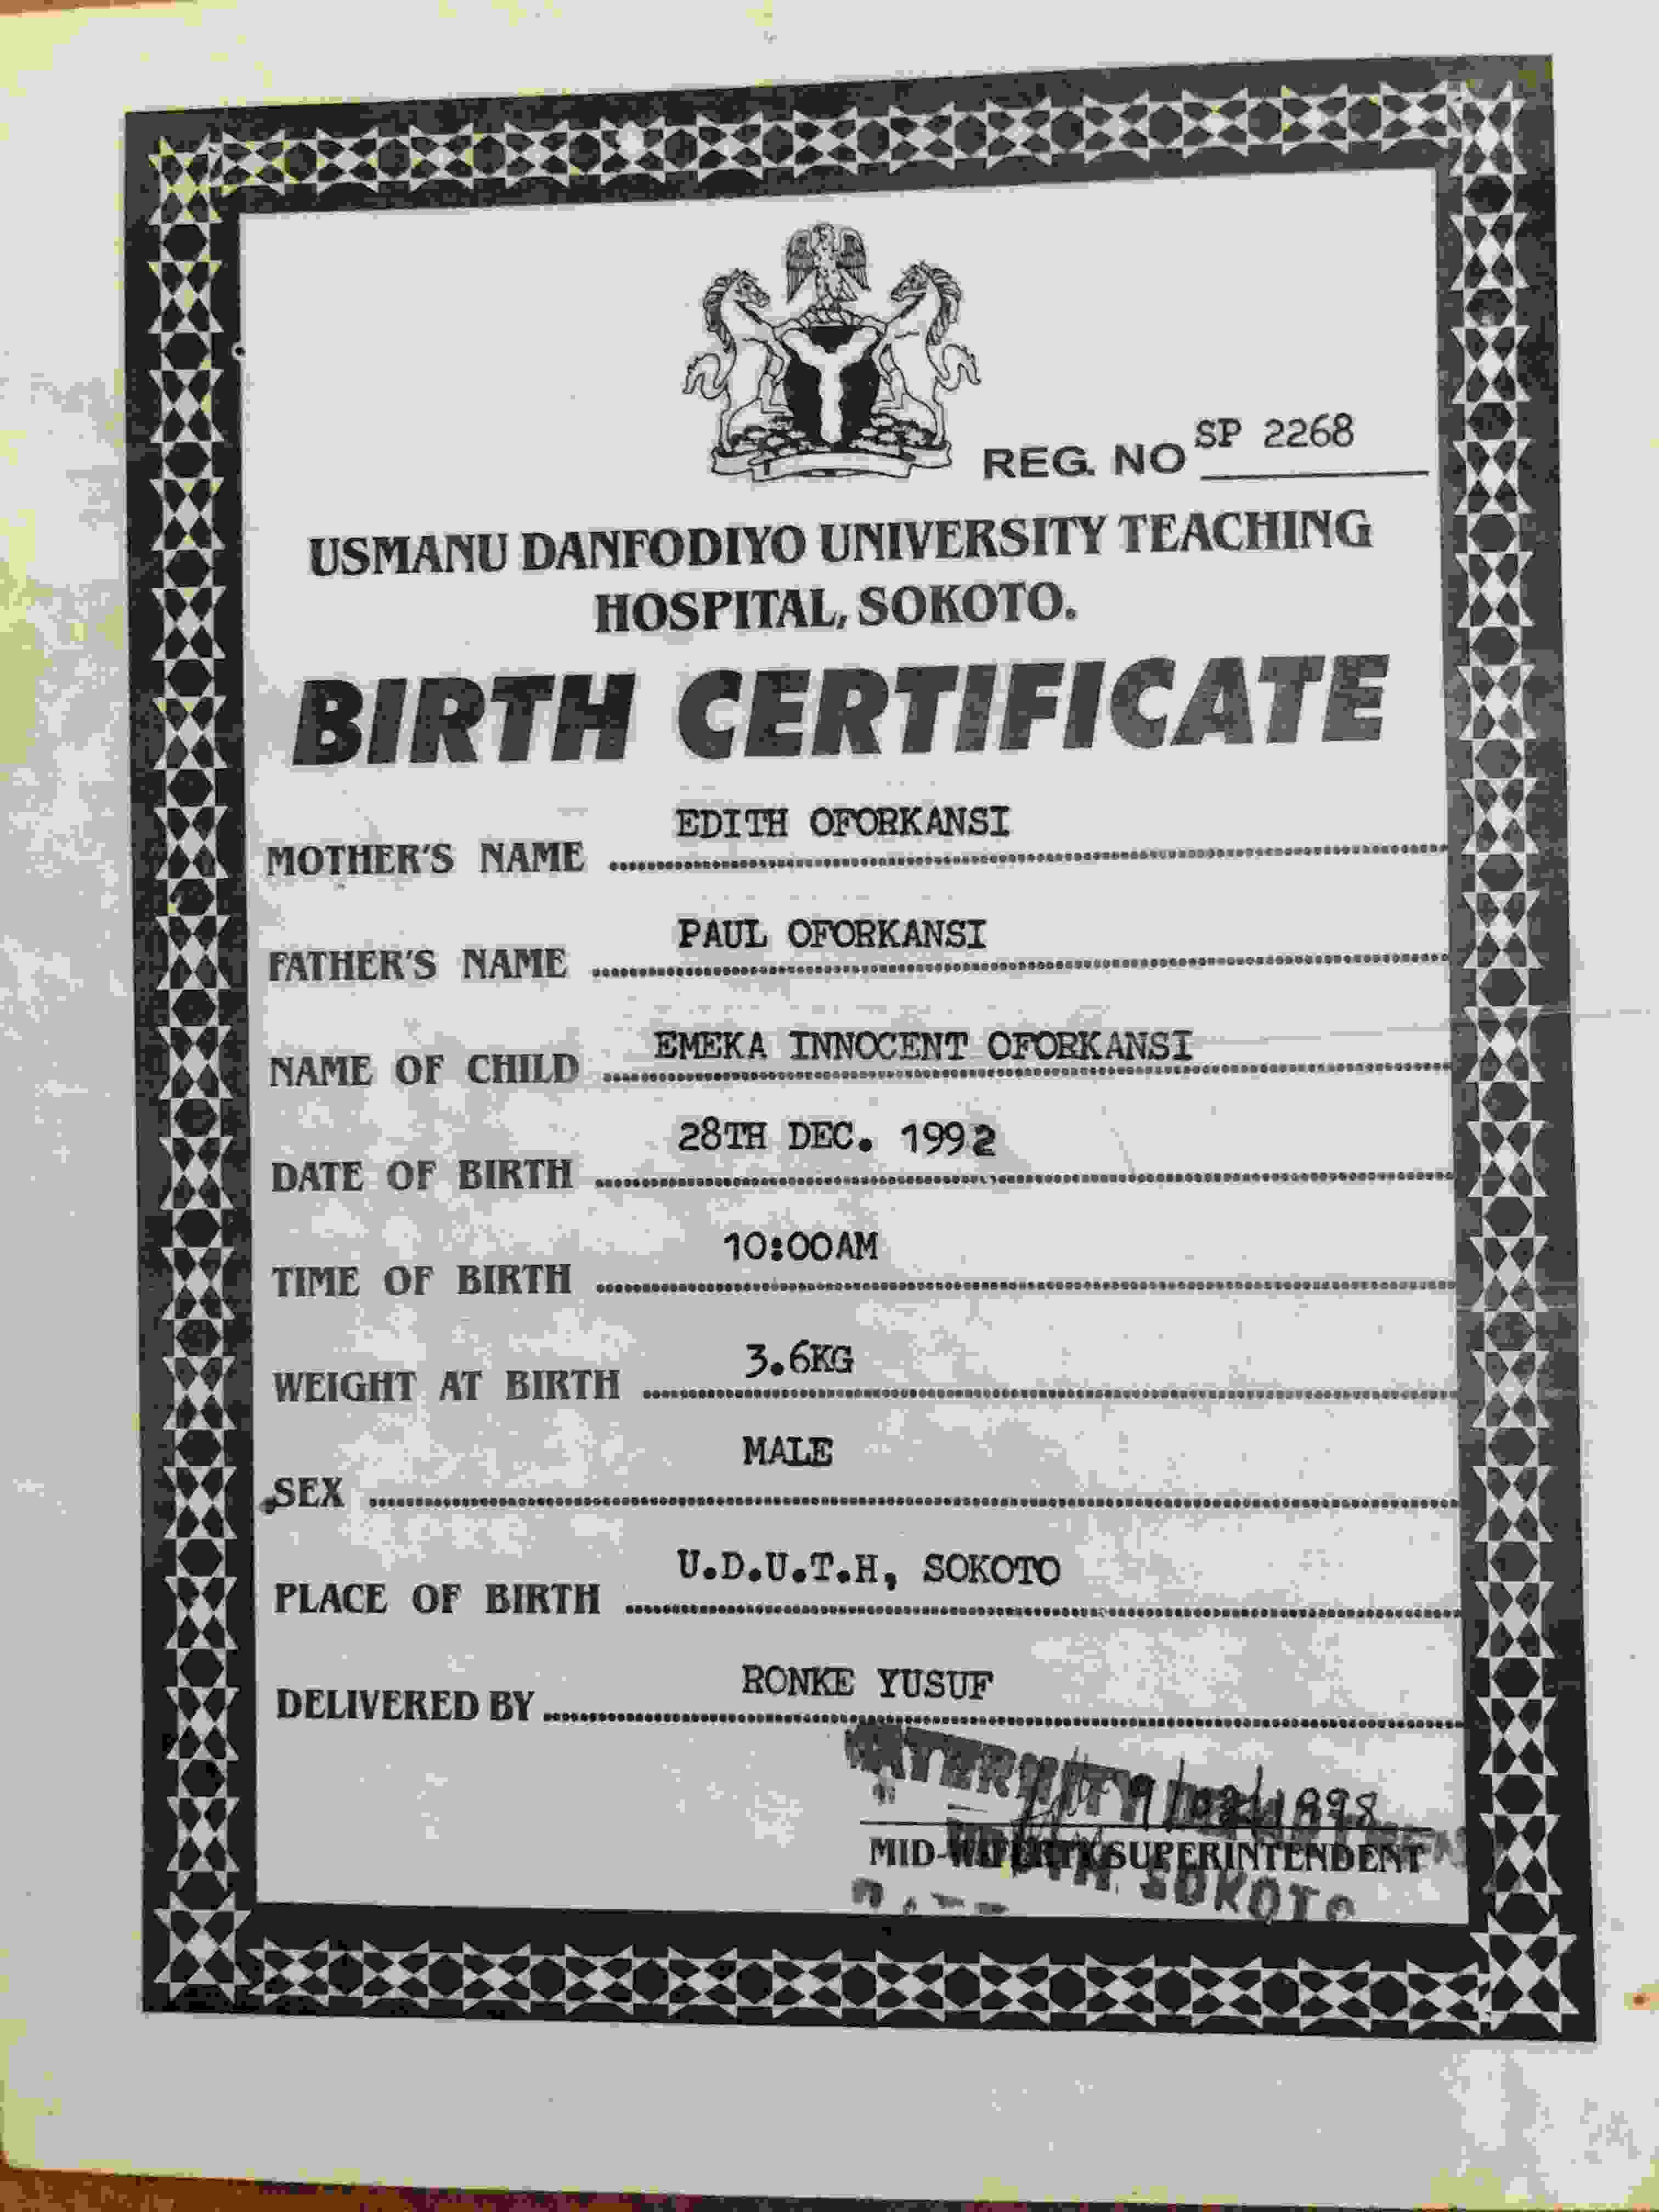 REG. NO SP 2268
USMANU DANFODIYO UNIVERSITY TEACHING
HOSPITAL, SOKOTO.
BIRTH CERTIFICATE
MOTHER'S NAME EDITH OFORKANSI
FATHER'S NAME PAUL OFORKANSI
NAME OF CHILD EMEKA INNOCENT OFORKANSI
DATE OF BIRTH 28TH DEC. 1992
TIME OF BIRTH 10:00AM
WEIGHT AT BIRTH 3.6KG
SEX MALE
PLACE OF BIRTH U.D.U.T.H, SOKOTO
DELIVERED BY RONKE YUSUF
MATERNITY
9/02/1998
MID-WIFERY SUPERINTENDENT
SOKOTO